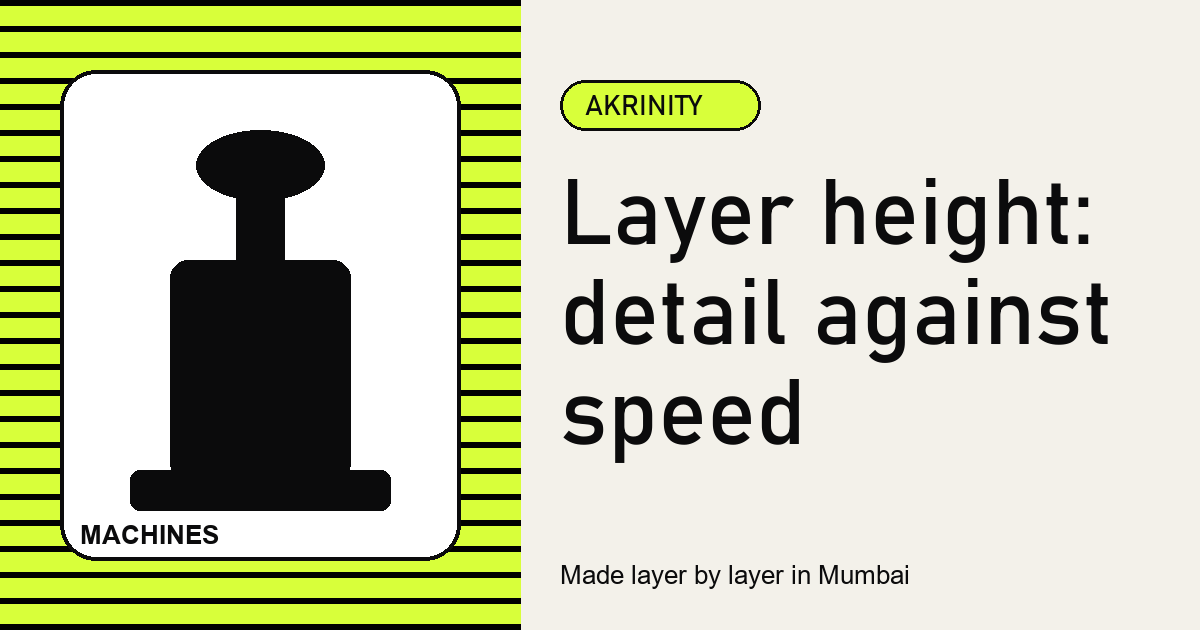 MACHINES
AKRINITY
Layer height:
detail against
speed
Made layer by layer in Mumbai